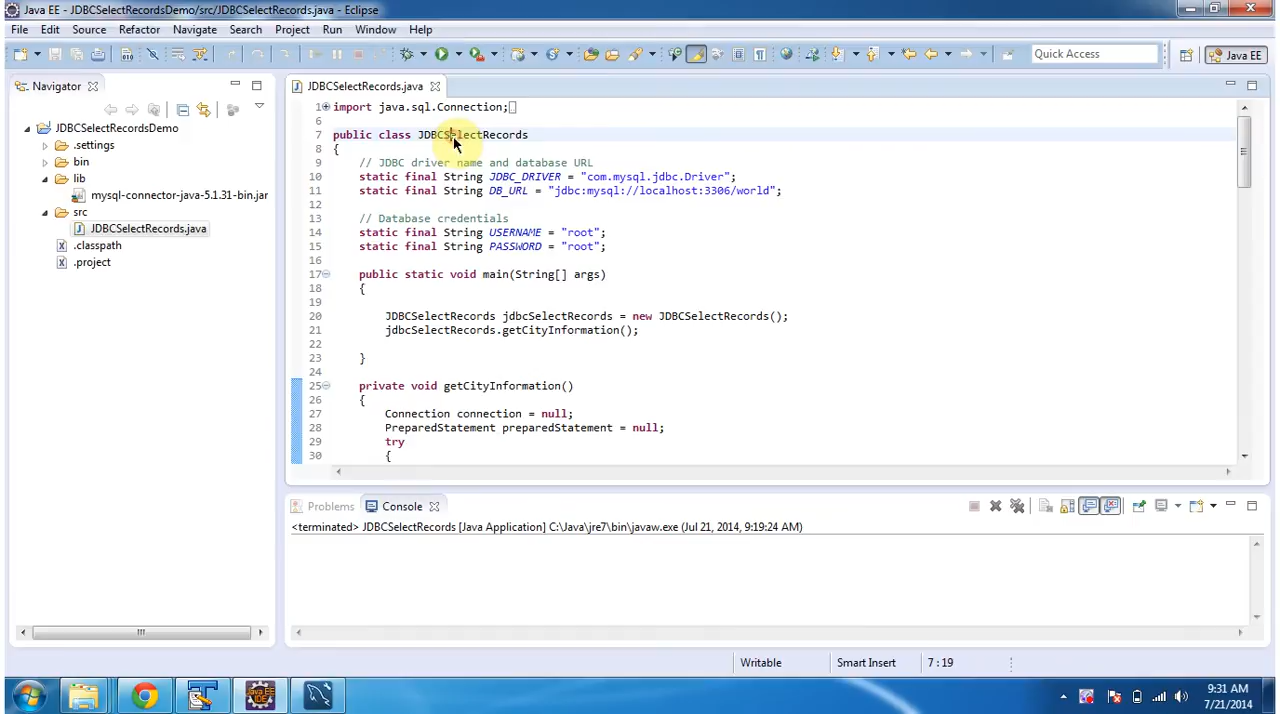 Java EE - JDBCSelectRecordsDemo/src/JDBCSelectRecords.java - Eclipse
File Edit Source Refactor Navigate Search Project Run Window Help
Quick Access
Java EE
Navigator
JDBCSelectRecordsDemo
.settings
bin
lib
mysql-connector-java-5.1.31-bin.jar
src
JDBCSelectRecords.java
.classpath
.project
JDBCSelectRecords.java
1 import java.sql.Connection;
6
7 public class JDBCSelectRecords
8 {
9 // JDBC driver name and database URL
10 static final String JDBC_DRIVER = "com.mysql.jdbc.Driver";
11 static final String DB_URL = "jdbc:mysql://localhost:3306/world";
12
13 // Database credentials
14 static final String USERNAME = "root";
15 static final String PASSWORD = "root";
16
17 public static void main(String[] args)
18 {
19
20 JDBCSelectRecords jdbcSelectRecords = new JDBCSelectRecords();
21 jdbcSelectRecords.getCityInformation();
22
23 }
24
25 private void getCityInformation()
26 {
27 Connection connection = null;
28 PreparedStatement preparedStatement = null;
29 try
30 {
Problems Console
<terminated> JDBCSelectRecords [Java Application] C:\Java\jre7\bin\javaw.exe (Jul 21, 2014, 9:19:24 AM)
Writable Smart Insert 7 : 19
Java EE
IDE
9:31 AM
7/21/2014